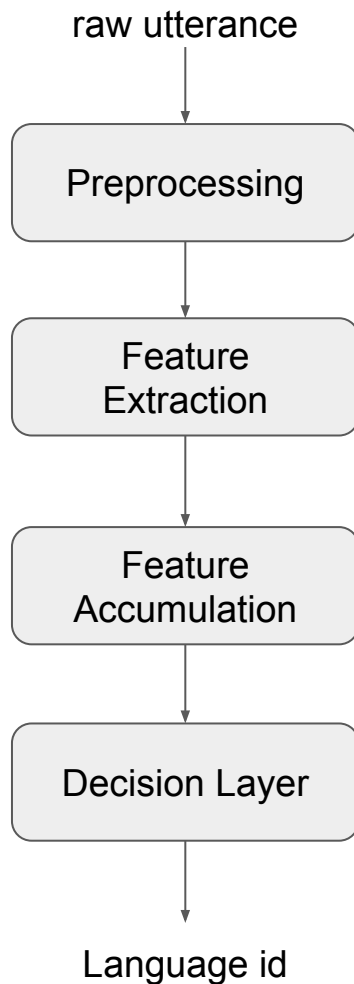 raw utterance
Preprocessing
Feature
Extraction
Feature
Accumulation
Decision Layer
Language id